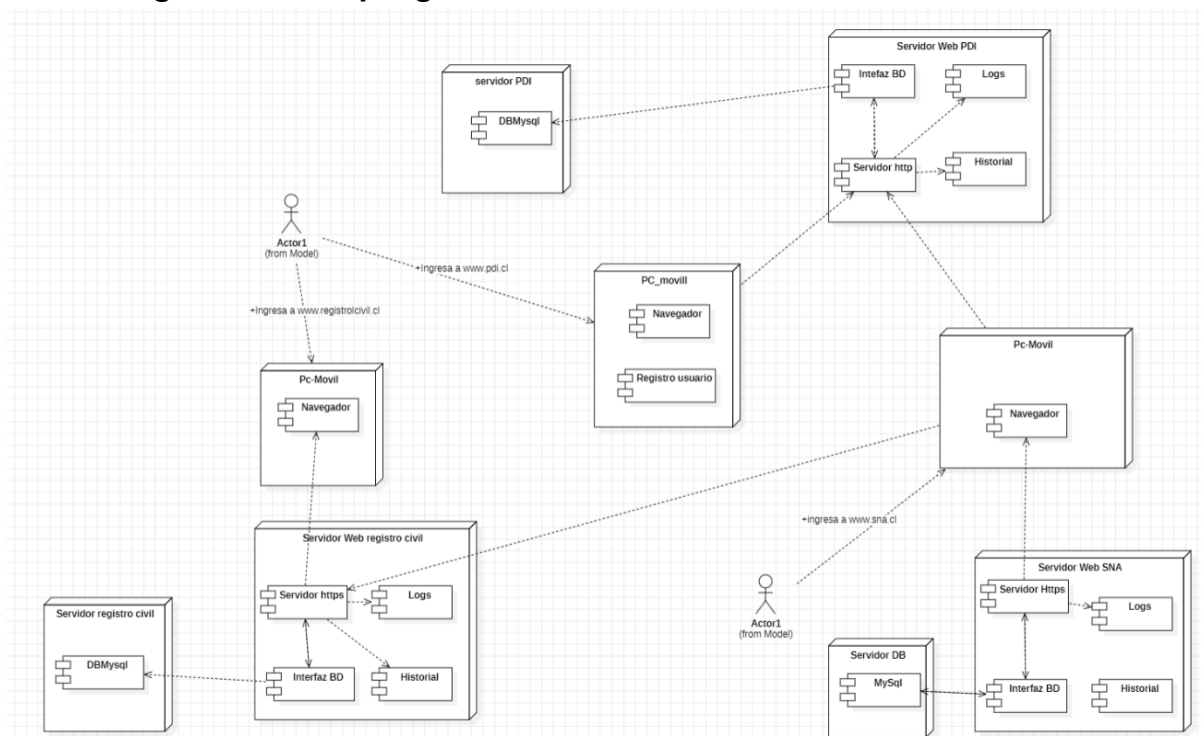 Servidor Web PDI
Intefaz BD
Logs
servidor PDI
DBMysql
Servidor http
Historial
Actor1
(from Model)
+Ingresa a www.pdi.cl
PC_movill
Navegador
Registro usuario
+Ingresa a www.registrolcivil.cl
Pc-Movil
Navegador
Pc-Movil
Navegador
+ingresa a www.sna.cl
Servidor Web registro civil
Servidor https
Logs
Interfaz BD
Historial
Servidor registro civil
DBMysql
Actor1
(from Model)
Servidor Web SNA
Servidor Https
Logs
Interfaz BD
Historial
Servidor DB
MySql